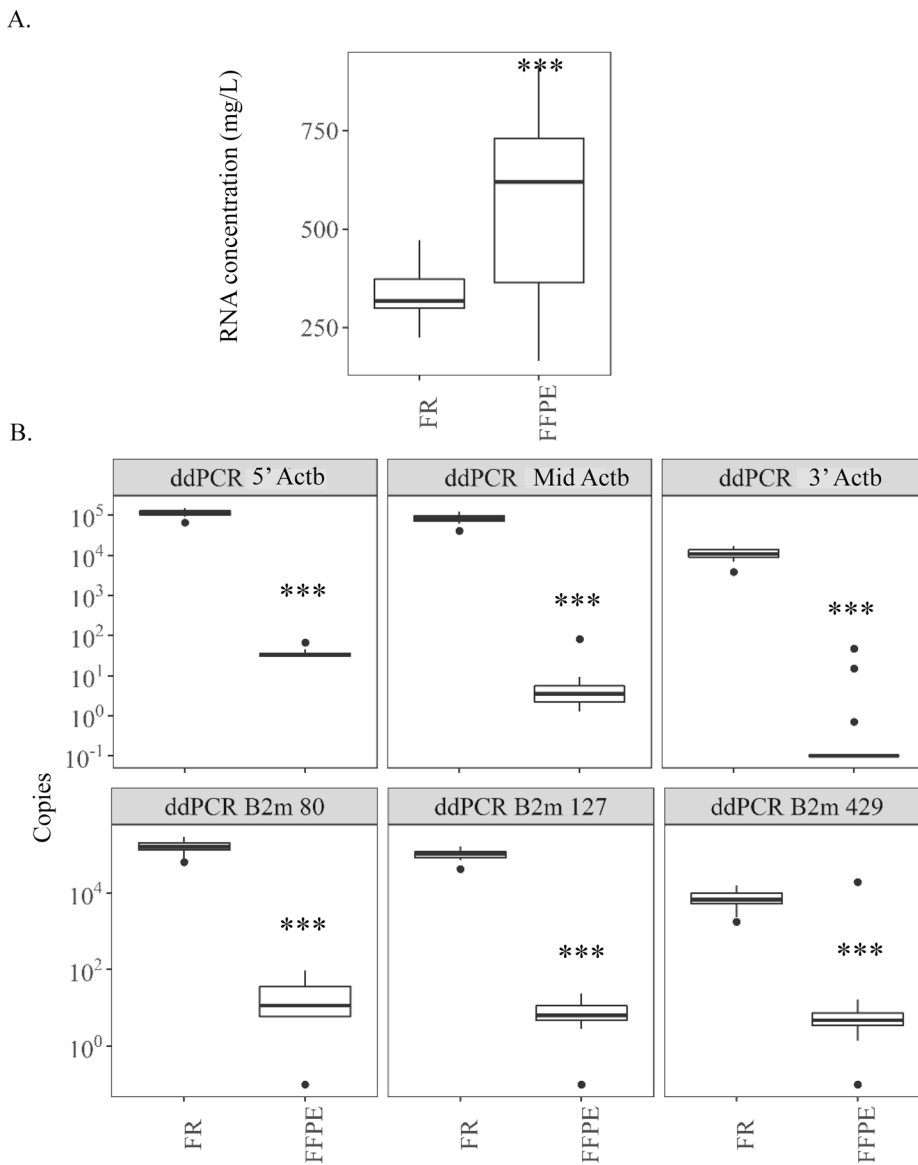 A.
RNA concentration (mg/L)
***
750
500
250
FR
FFPE
B.
ddPCR 5’ Actb
ddPCR Mid Actb
ddPCR 3’ Actb
Copies
10^5
10^4
10^3
10^2
10^1
10^0
10^-1
***
***
***
ddPCR B2m 80
ddPCR B2m 127
ddPCR B2m 429
10^4
10^2
10^0
***
***
***
FR
FFPE
FR
FFPE
FR
FFPE